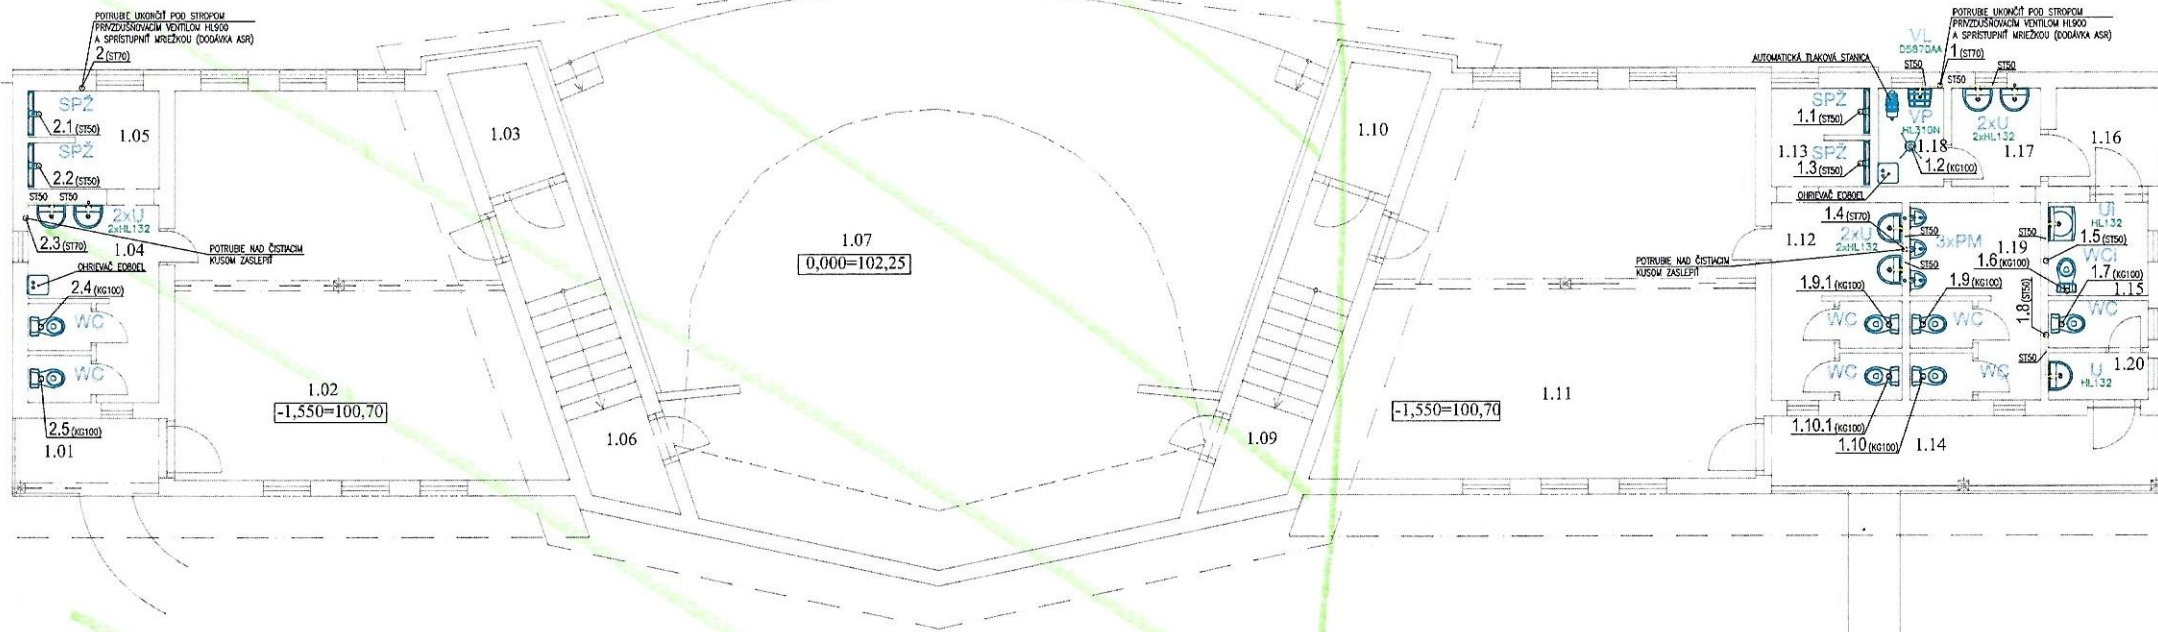 POTRUBIE UKONČIŤ POD STROPOM
PRIVZDUŠŇOVACÍM VENTILOM HL900
A SPRÍSTUPNIŤ MRIEŽKOU (DODÁVKA ASR)
2 (ST70)
SPŽ
2.1 (ST50)
1.05
SPŽ
2.2 (ST50)
ST50 ST50
2xU
2xHL132
2.3 (ST70)
1.04
POTRUBIE NAD ČISTIACIM
KUSOM ZASLEPIŤ
OHRIEVAČ EO80EL
2.4 (KG100)
WC
WC
2.5 (KG100)
1.01
1.02
-1,550=100,70
1.03
1.06
1.07
0,000=102,25
1.10
1.09
1.11
-1,550=100,70
POTRUBIE UKONČIŤ POD STROPOM
PRIVZDUŠŇOVACÍM VENTILOM HL900
A SPRÍSTUPNIŤ MRIEŽKOU (DODÁVKA ASR)
1 (ST70)
VL
D5870AA
AUTOMATICKÁ TLAKOVÁ STANICA
ST50
ST50
ST50
SPŽ
1.1 (ST50)
1.13
SPŽ
1.3 (ST50)
VP
HL310N
1.18
1.2 (KG100)
2xU
2xHL132
1.17
1.16
OHRIEVAČ EO80EL
1.4 (ST70)
1.12
2xU
2xHL132
ST50
3xPM
ST50
1.19
ST50
UI
HL132
1.5 (ST50)
1.6 (KG100)
WCI
1.7 (KG100)
1.15
POTRUBIE NAD ČISTIACIM
KUSOM ZASLEPIŤ
1.9.1 (KG100)
1.9 (KG100)
1.8 (ST50)
WC
WC
WC
WC
WC
ST50
U
HL132
1.20
1.10.1 (KG100)
1.10 (KG100)
1.14